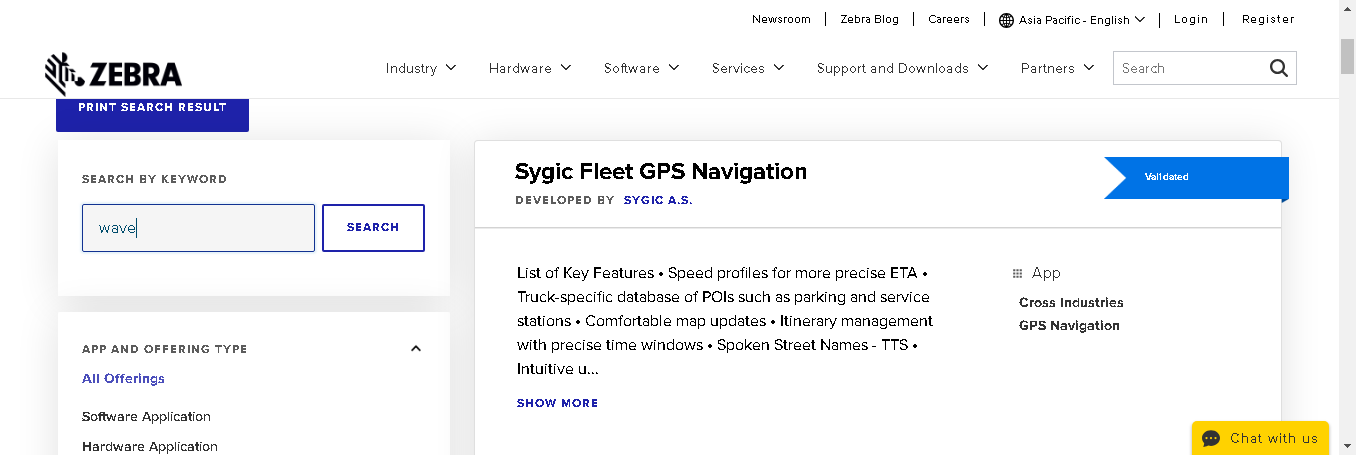 Newsroom
Zebra Blog
Careers
Asia Pacific - English
Login
Register
ZEBRA
Industry
Hardware
Software
Services
Support and Downloads
Partners
Search
PRINT SEARCH RESULT
SEARCH BY KEYWORD
wave
SEARCH
APP AND OFFERING TYPE
All Offerings
Software Application
Hardware Application
Sygic Fleet GPS Navigation
DEVELOPED BY SYGIC A.S.
Validated
List of Key Features • Speed profiles for more precise ETA •
Truck-specific database of POIs such as parking and service
stations • Comfortable map updates • Itinerary management
with precise time windows • Spoken Street Names - TTS •
Intuitive u...
SHOW MORE
App
Cross Industries
GPS Navigation
Chat with us